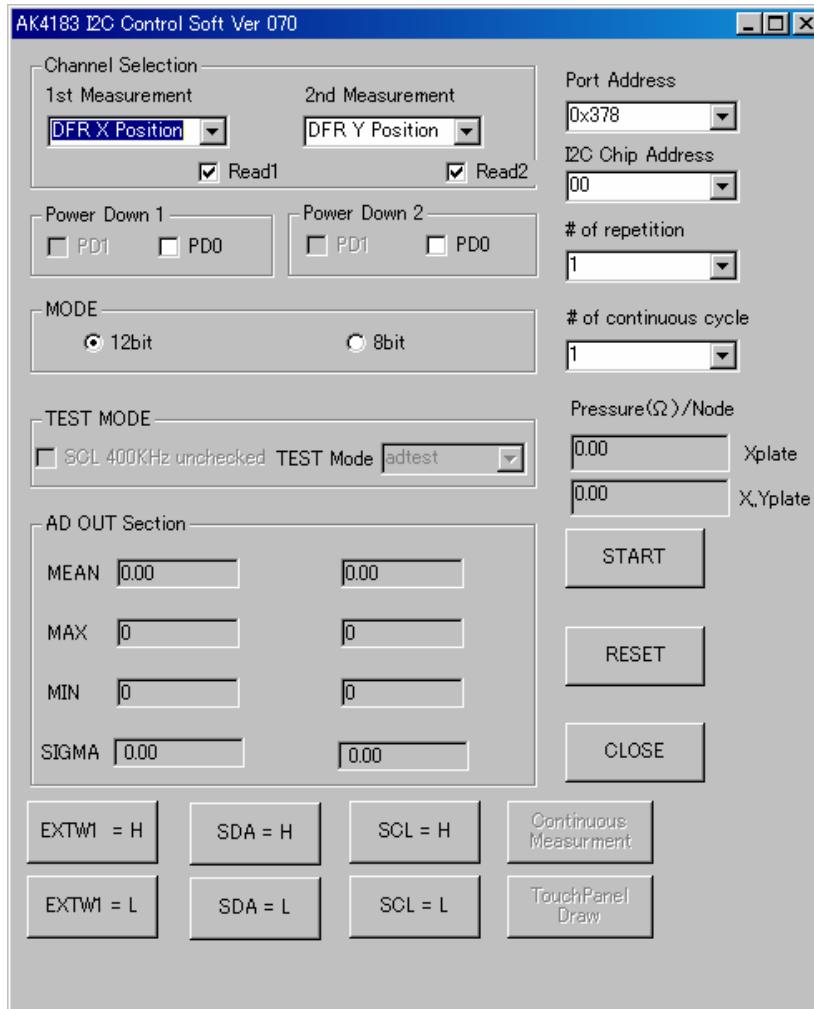 AK4183 I2C Control Soft Ver 070
Channel Selection
1st Measurement
2nd Measurement
DFR X Position
DFR Y Position
Read1
Read2
Power Down 1
PD1
PD0
Power Down 2
PD1
PD0
MODE
12bit
8bit
TEST MODE
SCL 400KHz unchecked
TEST Mode
adtest
AD OUT Section
MEAN 0.00 0.00
MAX 0 0
MIN 0 0
SIGMA 0.00 0.00
Port Address
0x378
I2C Chip Address
00
# of repetition
1
# of continuous cycle
1
Pressure(Ω)/Node
0.00 Xplate
0.00 X,,Yplate
START
RESET
CLOSE
EXTW1 = H
SDA = H
SCL = H
Continuous
Measurment
EXTW1 = L
SDA = L
SCL = L
TouchPanel
Draw